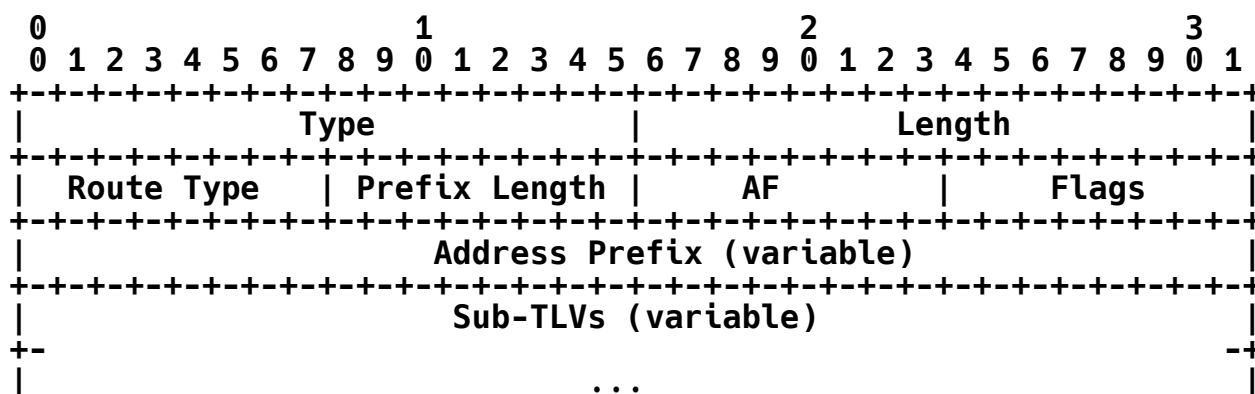 0                   1                   2                   3
 0 1 2 3 4 5 6 7 8 9 0 1 2 3 4 5 6 7 8 9 0 1 2 3 4 5 6 7 8 9 0 1
+-+-+-+-+-+-+-+-+-+-+-+-+-+-+-+-+-+-+-+-+-+-+-+-+-+-+-+-+-+-+-+-+
|              Type             |             Length            |
+-+-+-+-+-+-+-+-+-+-+-+-+-+-+-+-+-+-+-+-+-+-+-+-+-+-+-+-+-+-+-+-+
|  Route Type   | Prefix Length |     AF        |     Flags     |
+-+-+-+-+-+-+-+-+-+-+-+-+-+-+-+-+-+-+-+-+-+-+-+-+-+-+-+-+-+-+-+-+
|                     Address Prefix (variable)                 |
+-+-+-+-+-+-+-+-+-+-+-+-+-+-+-+-+-+-+-+-+-+-+-+-+-+-+-+-+-+-+-+-+
|                      Sub-TLVs (variable)                      |
+-                                                             -+
|                             ...                               |